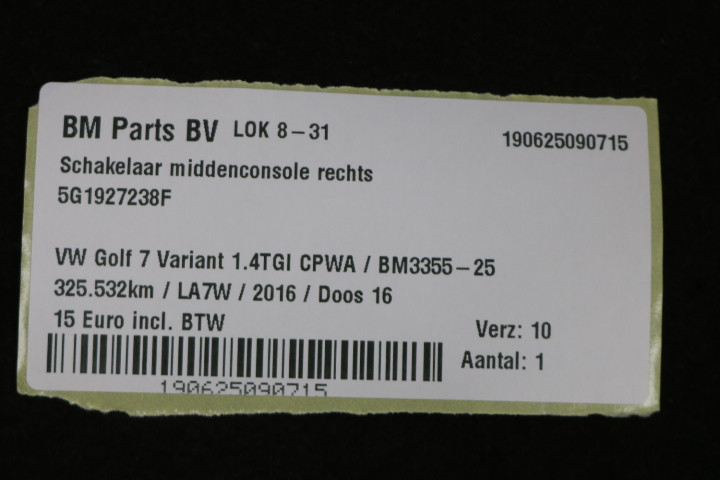 BM Parts BV LOK 8-31 190625090715
Schakelaar middenconsole rechts
5G1927238F
VW Golf 7 Variant 1.4TGI CPWA / BM3355-25
325.532km / LA7W / 2016 / Doos 16
15 Euro incl. BTW
Verz: 10
Aantal: 1
190625090715